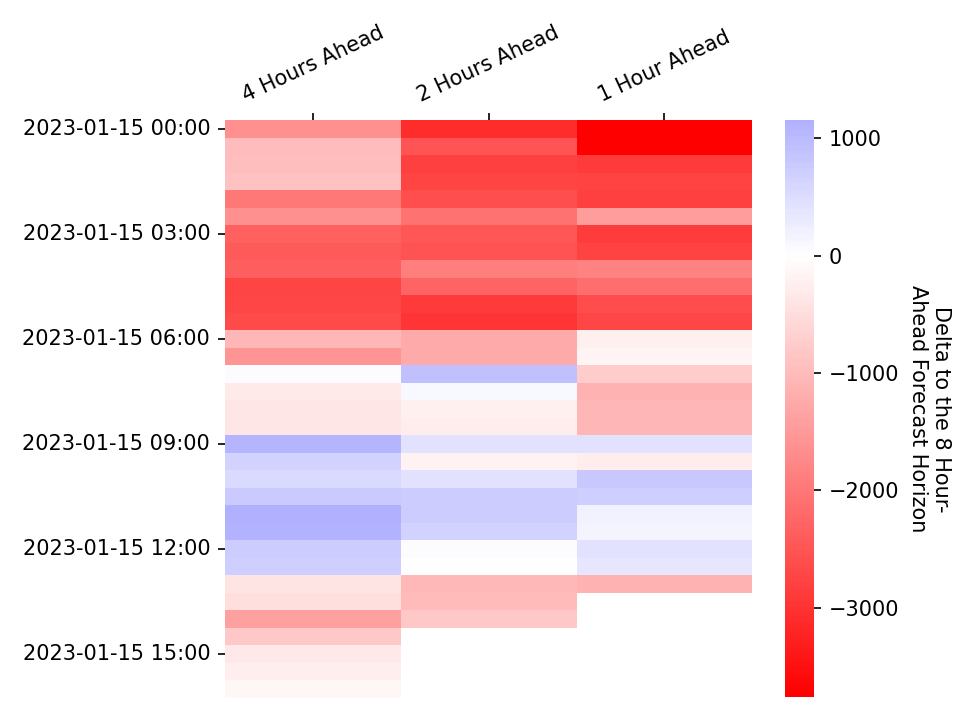 4 Hours Ahead
2 Hours Ahead
1 Hour Ahead
2023-01-15 00:00
2023-01-15 03:00
2023-01-15 06:00
2023-01-15 09:00
2023-01-15 12:00
2023-01-15 15:00
1000
0
−1000
−2000
−3000
Delta to the 8 Hour-
Ahead Forecast Horizon